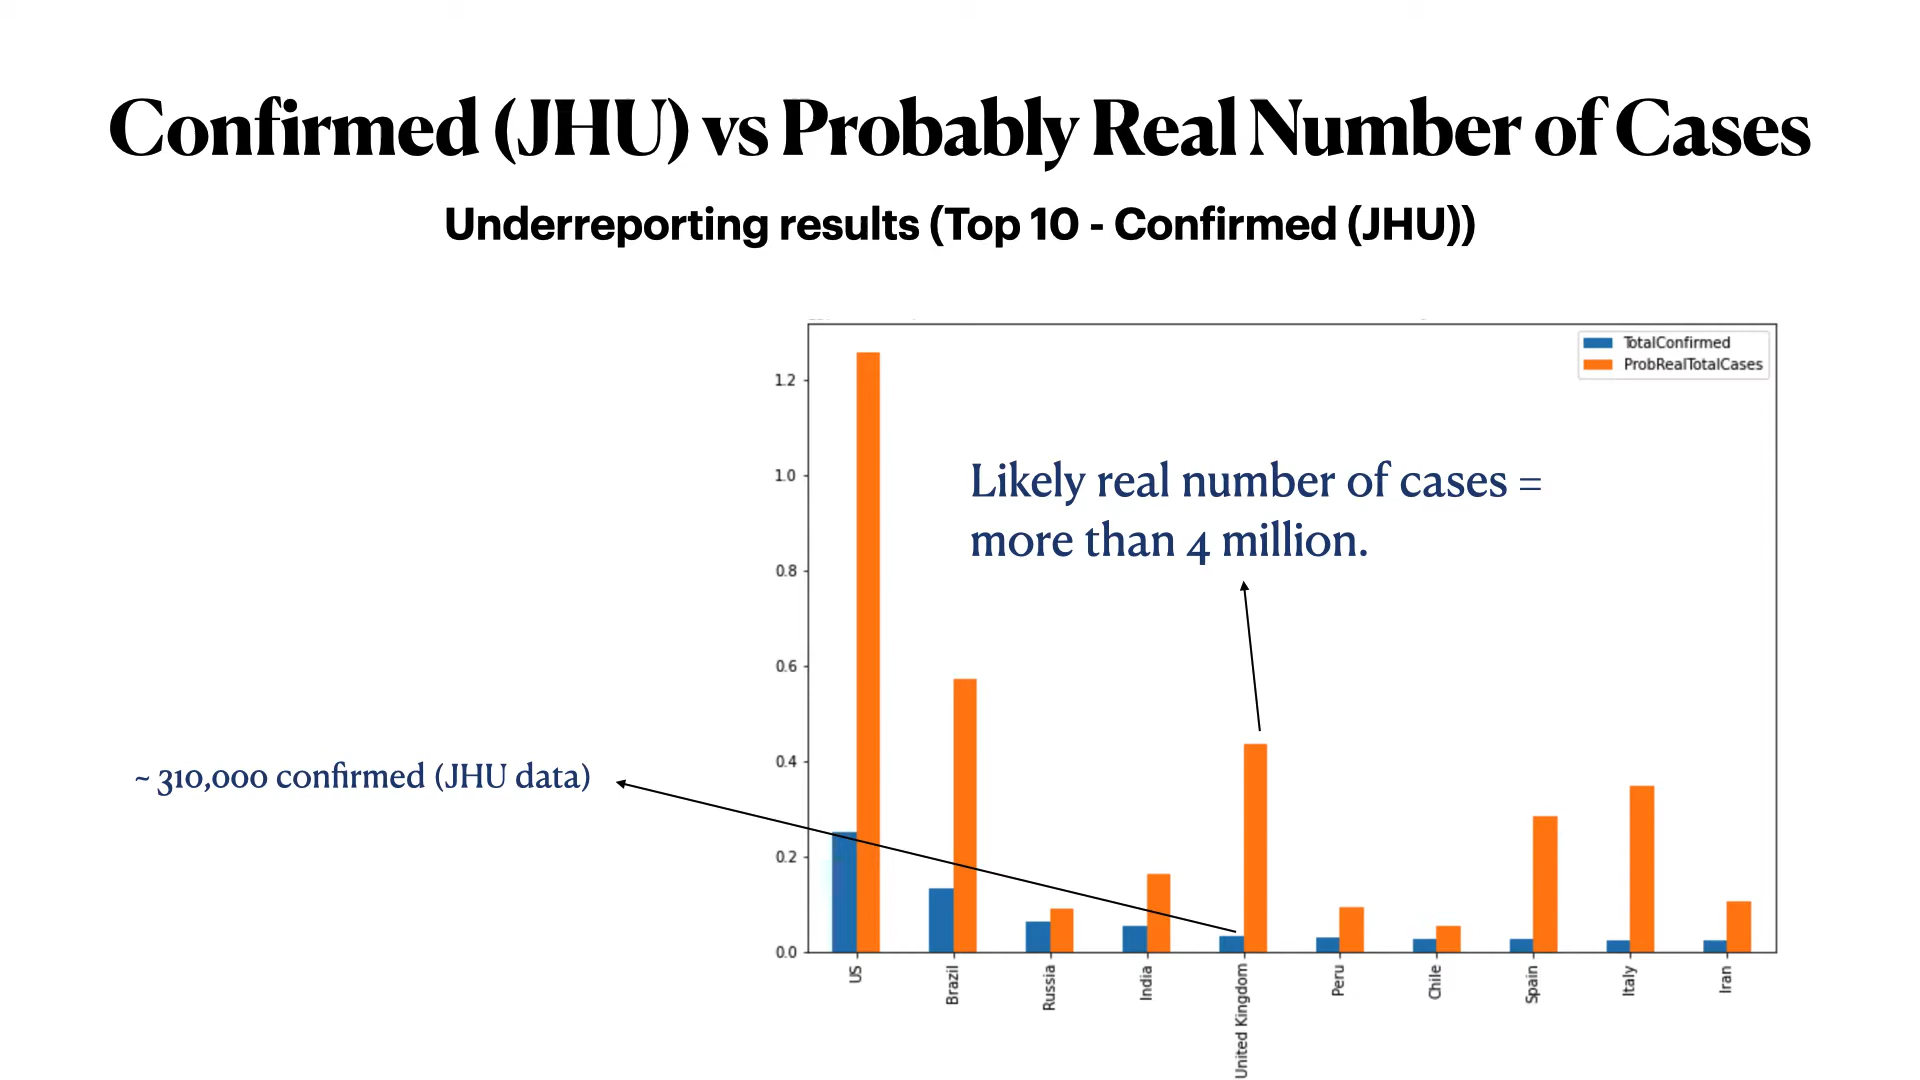 Confirmed (JHU) vs Probably Real Number of Cases
Underreporting results (Top 10 - Confirmed (JHU))
TotalConfirmed
ProbRealTotalCases
1.2
1.0
0.8
0.6
0.4
0.2
0.0
Likely real number of cases =
more than 4 million.
~ 310,000 confirmed (JHU data)
US
Brazil
Russia
India
United Kingdom
Peru
Chile
Spain
Italy
Iran